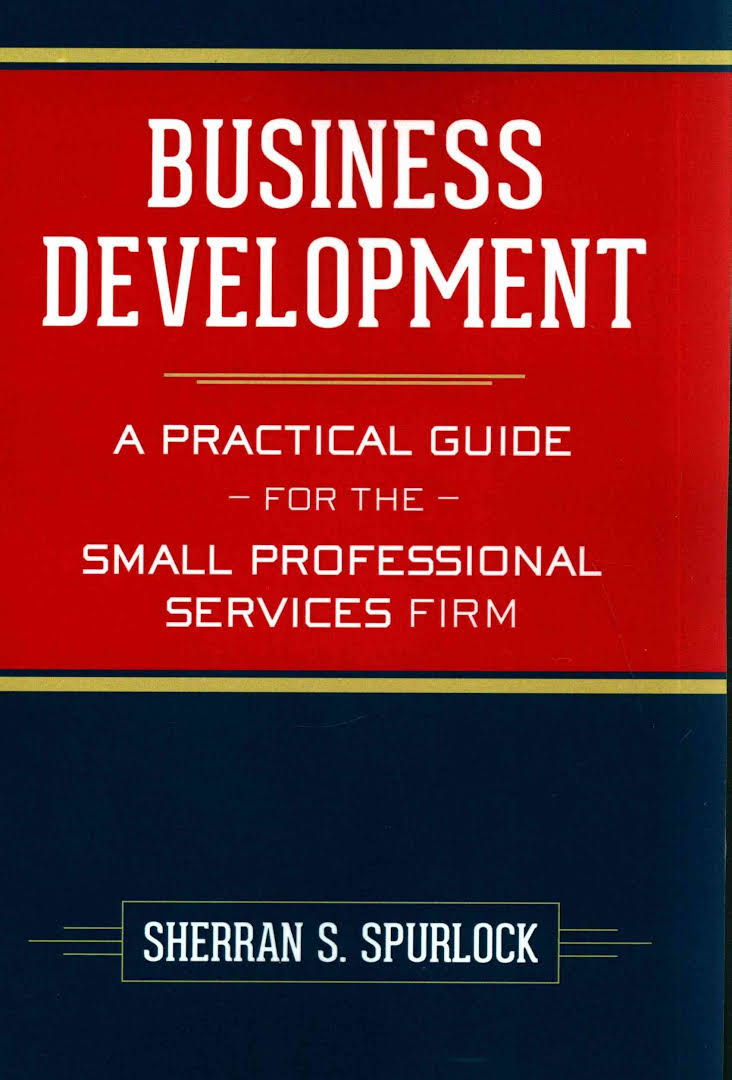 BUSINESS
DEVELOPMENT
A PRACTICAL GUIDE
– FOR THE –
SMALL PROFESSIONAL
SERVICES FIRM
SHERRAN S. SPURLOCK